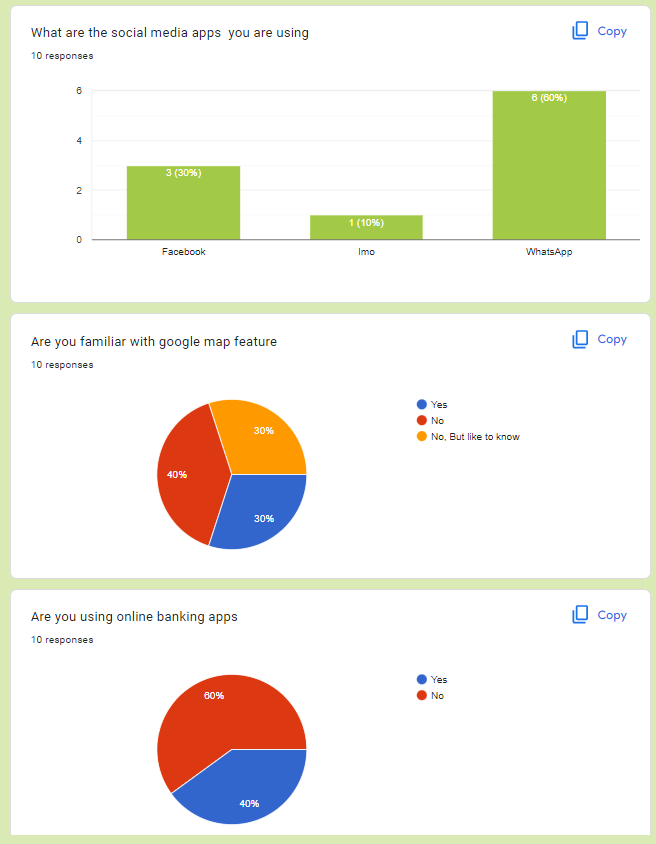 What are the social media apps  you are using
Copy
10 responses
6
4
2
0
3 (30%)
1 (10%)
6 (60%)
Facebook
Imo
WhatsApp
Are you familiar with google map feature
Copy
10 responses
30%
40%
30%
Yes
No
No, But like to know
Are you using online banking apps
Copy
10 responses
60%
40%
Yes
No